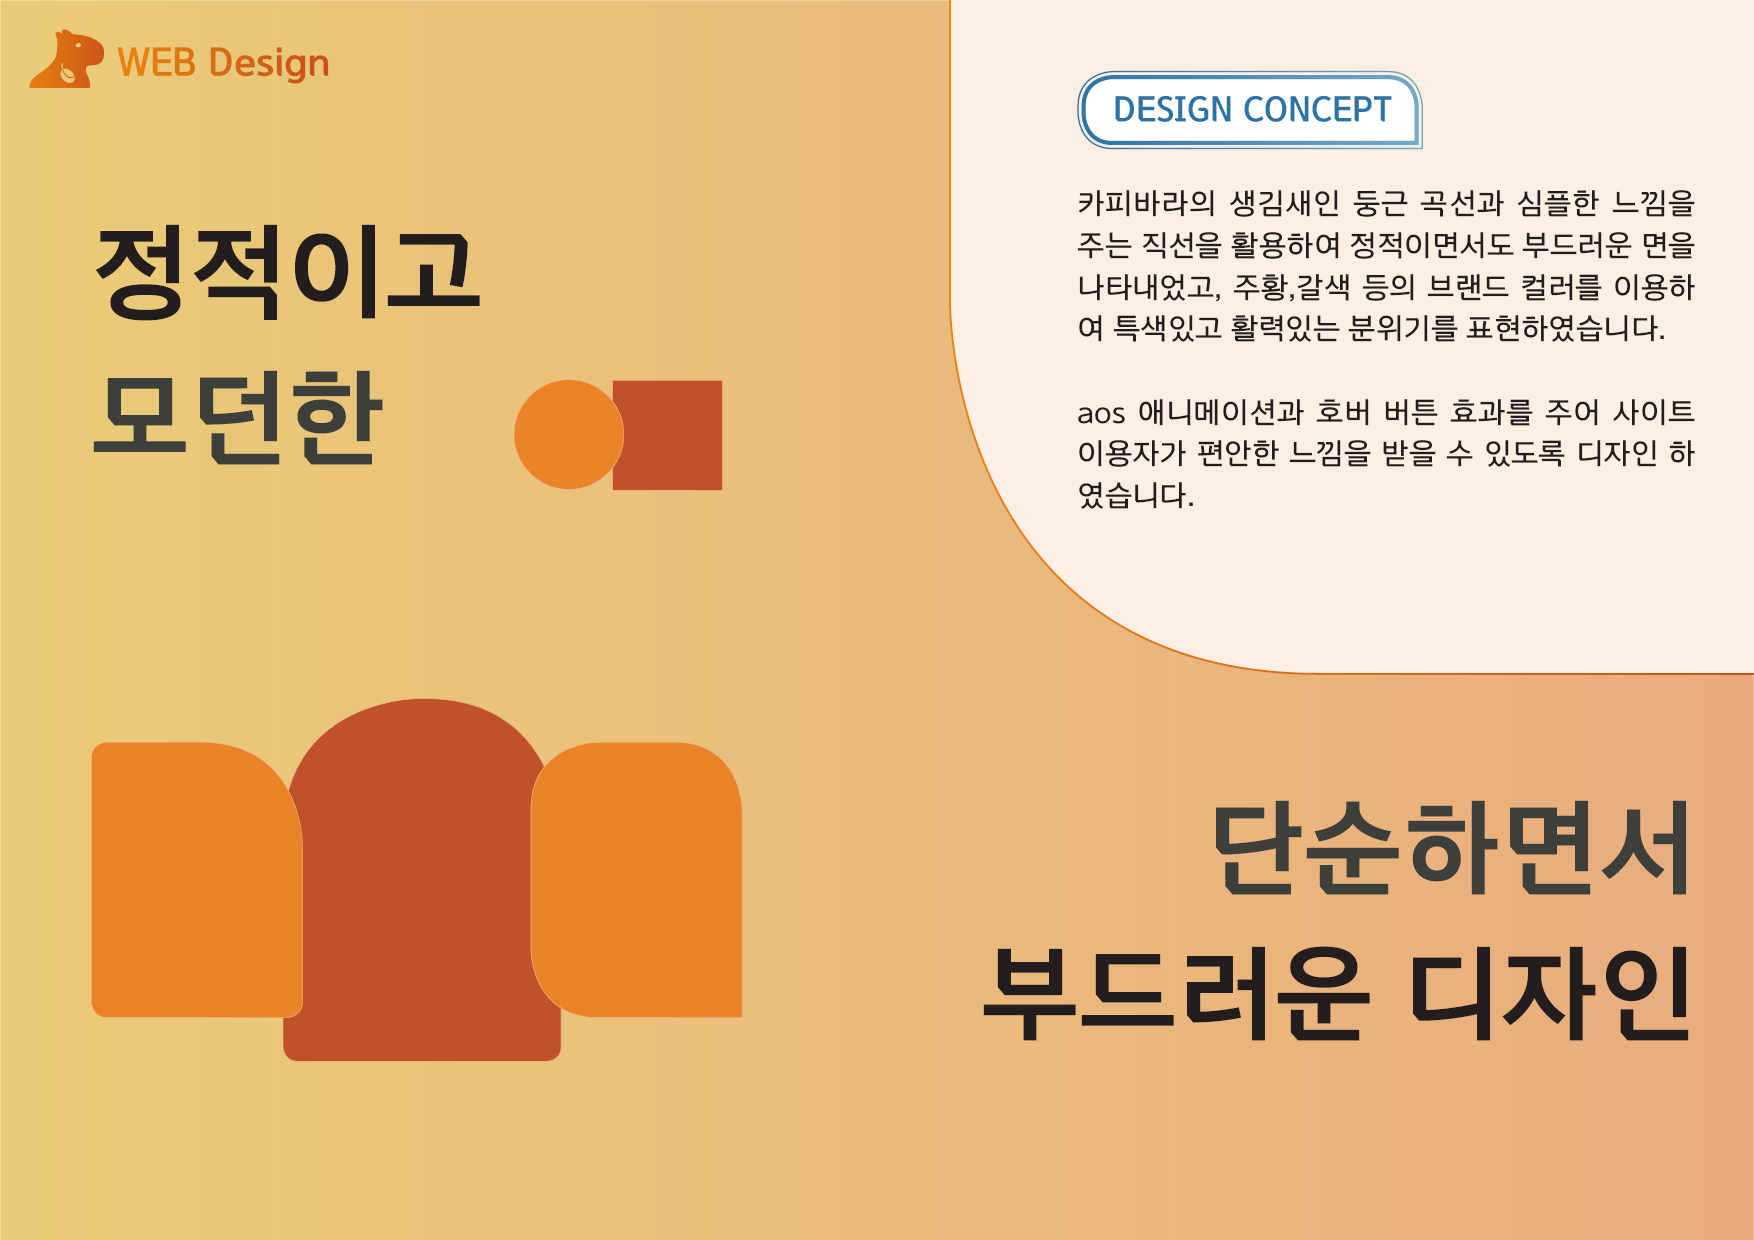 WEB Design
정적이고
모던한
DESIGN CONCEPT
카피바라의 생김새인 둥근 곡선과 심플한 느낌을
주는 직선을 활용하여 정적이면서도 부드러운 면을
나타내었고, 주황,갈색 등의 브랜드 컬러를 이용하
여 특색있고 활력있는 분위기를 표현하였습니다.
aos 애니메이션과 호버 버튼 효과를 주어 사이트
이용자가 편안한 느낌을 받을 수 있도록 디자인 하
였습니다.
단순하면서
부드러운 디자인